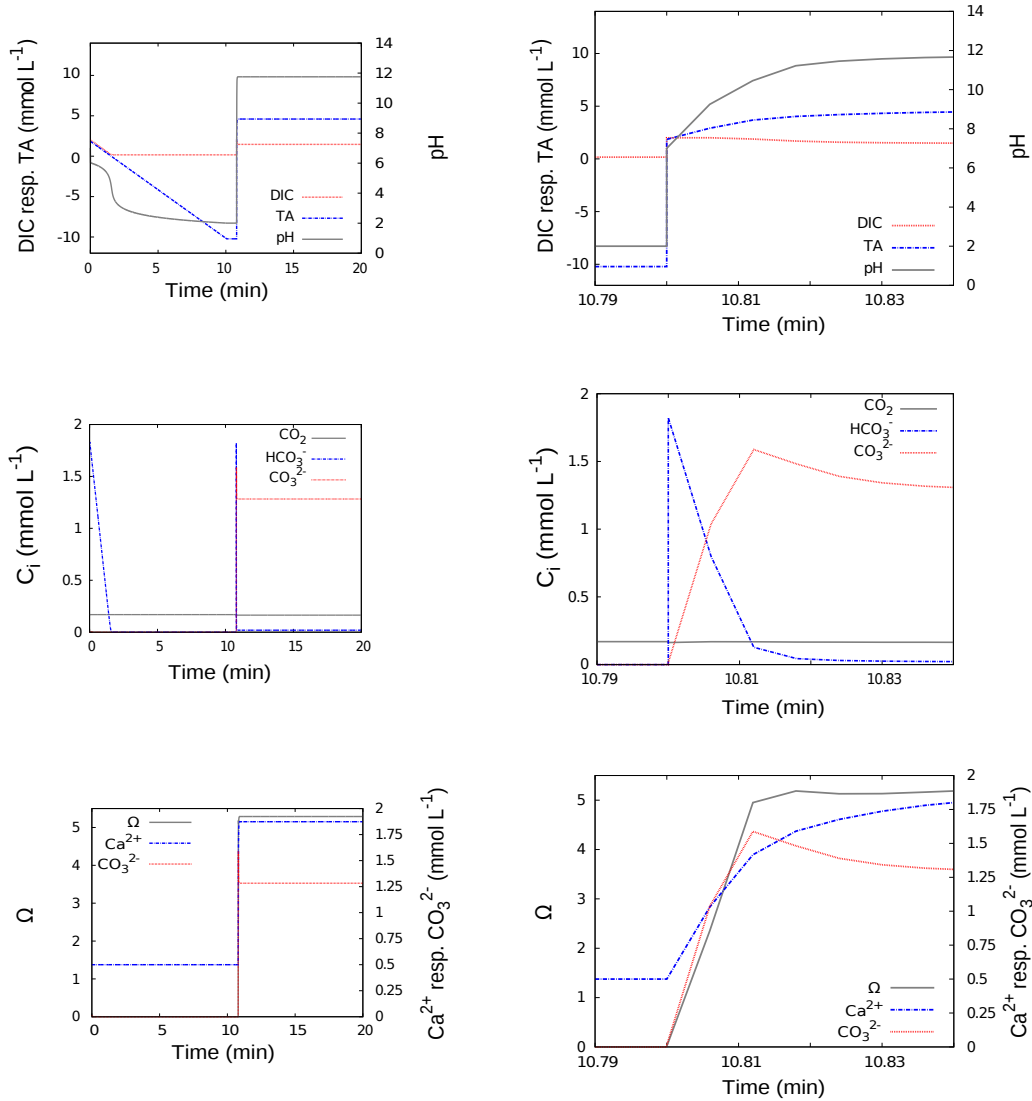 DIC resp. TA (mmol L⁻¹)
10
5
0
-5
-10
14
12
10
8
6
4
2
0
pH
DIC
TA
pH
0 5 10 15 20
Time (min)
DIC resp. TA (mmol L⁻¹)
10
5
0
-5
-10
14
12
10
8
6
4
2
0
pH
DIC
TA
pH
10.79 10.81 10.83
Time (min)
Cᵢ (mmol L⁻¹)
2
1.5
1
0.5
0
CO₂
HCO₃⁻
CO₃²⁻
0 5 10 15 20
Time (min)
Cᵢ (mmol L⁻¹)
2
1.5
1
0.5
0
CO₂
HCO₃⁻
CO₃²⁻
10.79 10.81 10.83
Time (min)
Ω
5
4
3
2
1
0
Ω
Ca²⁺
CO₃²⁻
2
1.75
1.5
1.25
1
0.75
0.5
0.25
0
Ca²⁺ resp. CO₃²⁻ (mmol L⁻¹)
0 5 10 15 20
Time (min)
Ω
5
4
3
2
1
0
2
1.75
1.5
1.25
1
0.75
0.5
0.25
0
Ca²⁺ resp. CO₃²⁻ (mmol L⁻¹)
Ω
Ca²⁺
CO₃²⁻
10.79 10.81 10.83
Time (min)